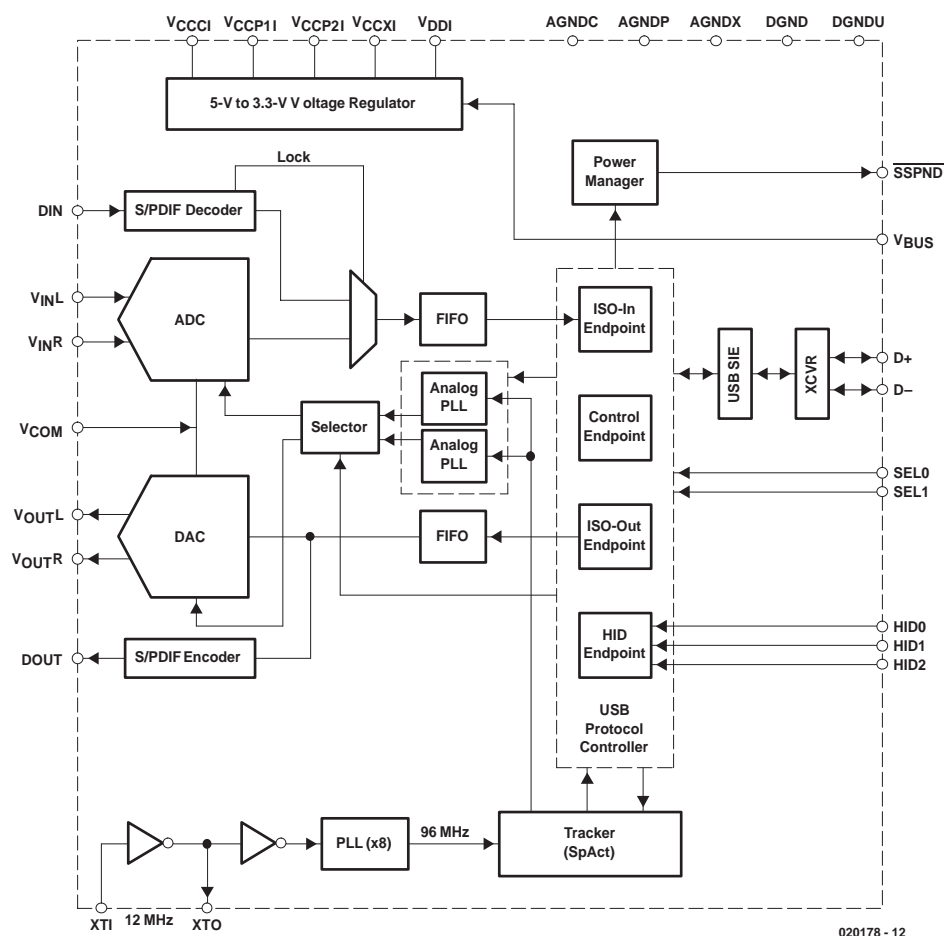 VCCCI VCCP1I VCCP2I VCCXI VDDI
AGNDC AGNDP AGNDX DGND DGNDU
5-V to 3.3-V V oltage Regulator
Lock
Power
Manager
SSPND
DIN
S/PDIF Decoder
VBUS
VINL
ADC
VINR
FIFO
ISO-In
Endpoint
USB SIE
XCVR
D+
D–
Analog
PLL
Selector
Analog
PLL
Control
Endpoint
VCOM
SEL0
SEL1
VOUTL
DAC
VOUTR
FIFO
ISO-Out
Endpoint
HID
Endpoint
HID0
HID1
HID2
DOUT
S/PDIF Encoder
USB
Protocol
Controller
PLL (x8)
96 MHz
Tracker
(SpAct)
XTI
12 MHz
XTO
020178 - 12